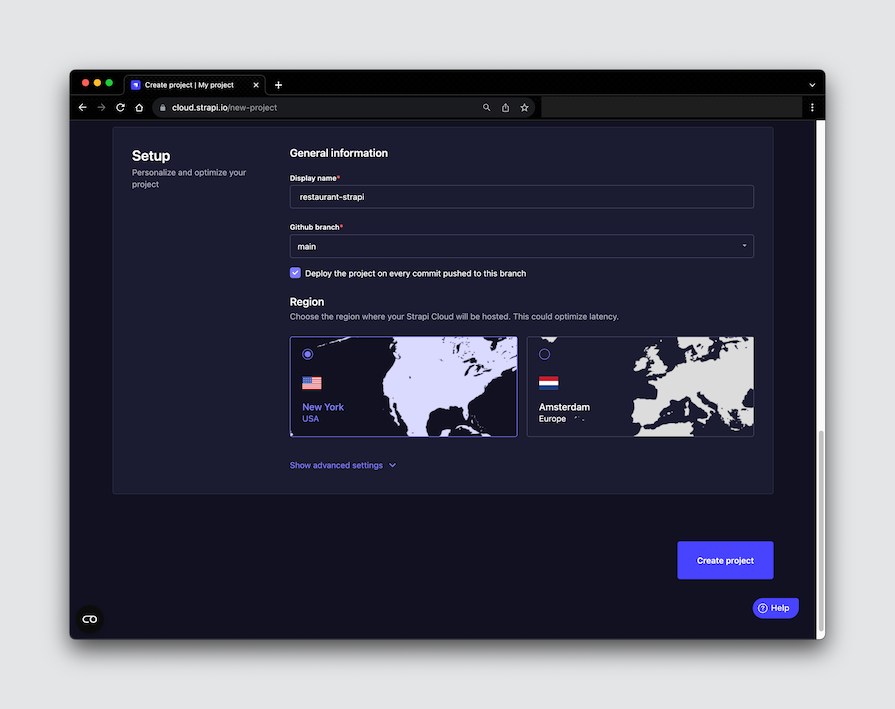 Create project | My project
cloud.strapi.io/new-project
Setup
Personalize and optimize your
project
General information
Display name*
restaurant-strapi
Github branch*
main
Deploy the project on every commit pushed to this branch
Region
Choose the region where your Strapi Cloud will be hosted. This could optimize latency.
New York
USA
Amsterdam
Europe
Show advanced settings
Create project
Help